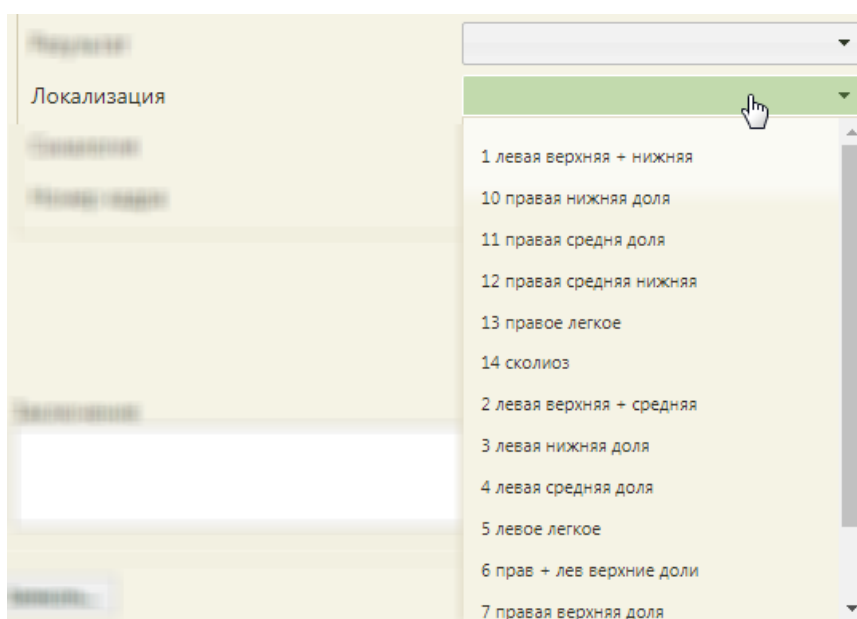 Локализация
1 левая верхняя + нижняя
10 правая нижняя доля
11 правая средня доля
12 правая средняя нижняя
13 правое легкое
14 сколиоз
2 левая верхняя + средняя
3 левая нижняя доля
4 левая средняя доля
5 левое легкое
6 прав + лев верхние доли
7 правая верхняя доля